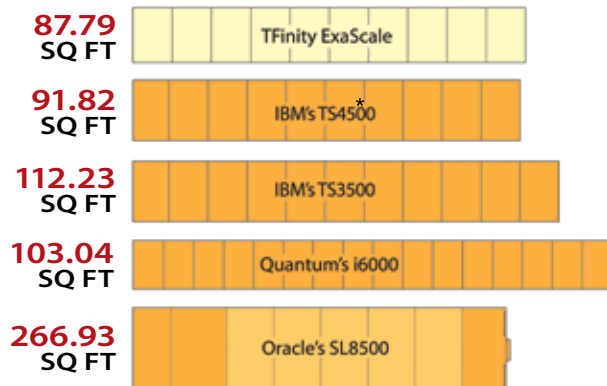 87.79
SQ FT
TFinity ExaScale
91.82
SQ FT
IBM's TS4500*
112.23
SQ FT
IBM's TS3500
103.04
SQ FT
Quantum's i6000
266.93
SQ FT
Oracle's SL8500